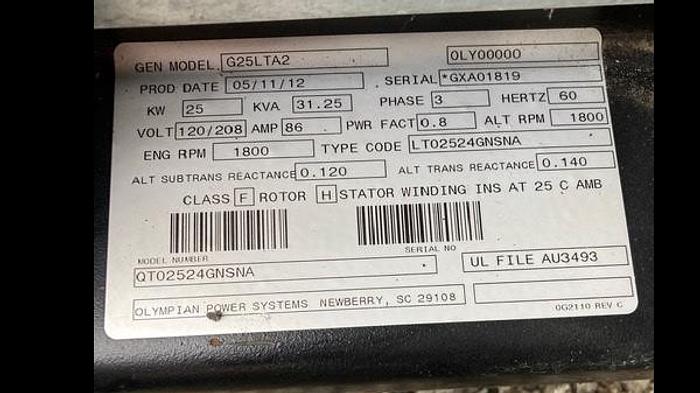 GEN MODEL G25LTA2 0LY00000
PROD DATE 05/11/12 SERIAL *GXA01819
KW 25 KVA 31.25 PHASE 3 HERTZ 60
VOLT 120/208 AMP 86 PWR FACT 0.8 ALT RPM 1800
ENG RPM 1800 TYPE CODE LT02524GNSNA
ALT SUBTRANS REACTANCE 0.120 ALT TRANS REACTANCE 0.140
CLASS F ROTOR H STATOR WINDING INS AT 25 C AMB
MODEL NUMBER SERIAL NO
QT02524GNSNA UL FILE AU3493
OLYMPIAN POWER SYSTEMS NEWBERRY, SC 29108
0G2110 REV C